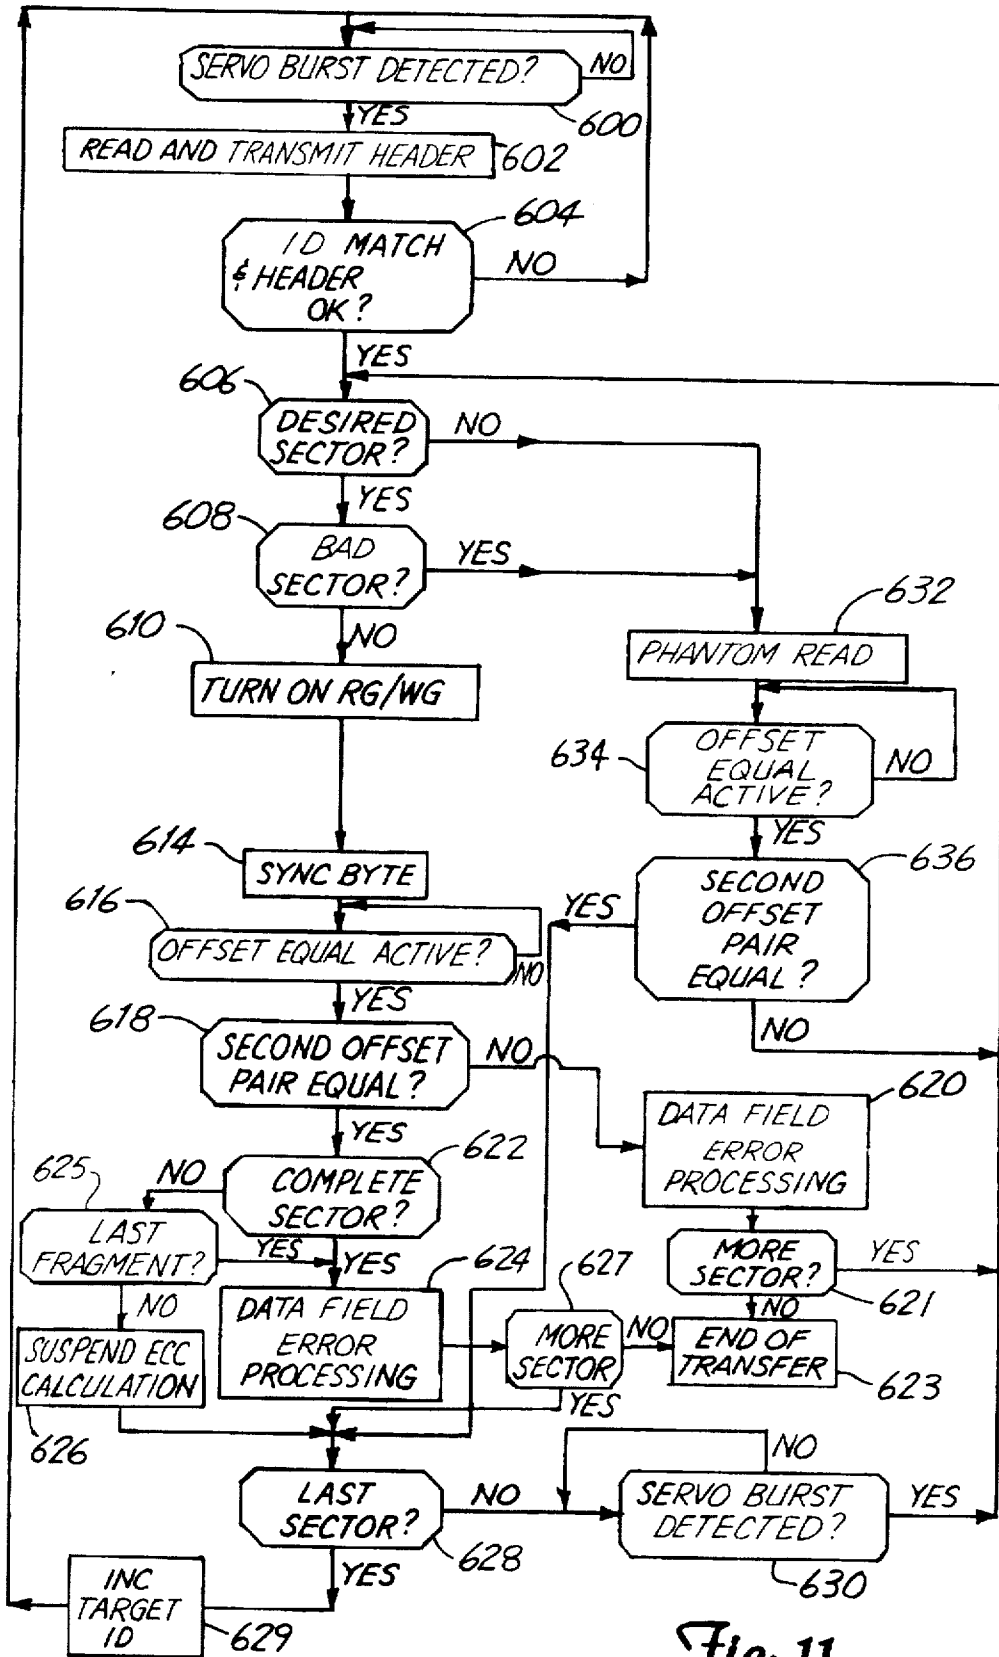 SERVO BURST DETECTED?
NO
600
YES
READ AND TRANSMIT HEADER
602
604
ID MATCH
& HEADER
OK?
NO
YES
606
DESIRED
SECTOR?
NO
YES
608
BAD
SECTOR?
YES
NO
610
TURN ON RG/WG
632
PHANTOM READ
634
OFFSET
EQUAL
ACTIVE?
NO
YES
614
SYNC BYTE
636
SECOND
OFFSET
PAIR
EQUAL?
YES
NO
616
OFFSET EQUAL ACTIVE?
NO
YES
618
SECOND OFFSET
PAIR EQUAL?
NO
YES
620
DATA FIELD
ERROR
PROCESSING
622
COMPLETE
SECTOR?
NO
YES
625
LAST
FRAGMENT?
YES
NO
MORE
SECTOR?
YES
621
NO
624
DATA FIELD
ERROR
PROCESSING
627
MORE
SECTOR
NO
YES
END OF
TRANSFER
623
SUSPEND ECC
CALCULATION
626
LAST
SECTOR?
NO
628
YES
SERVO BURST
DETECTED?
NO
YES
630
INC
TARGET
ID
629
Fig. 11